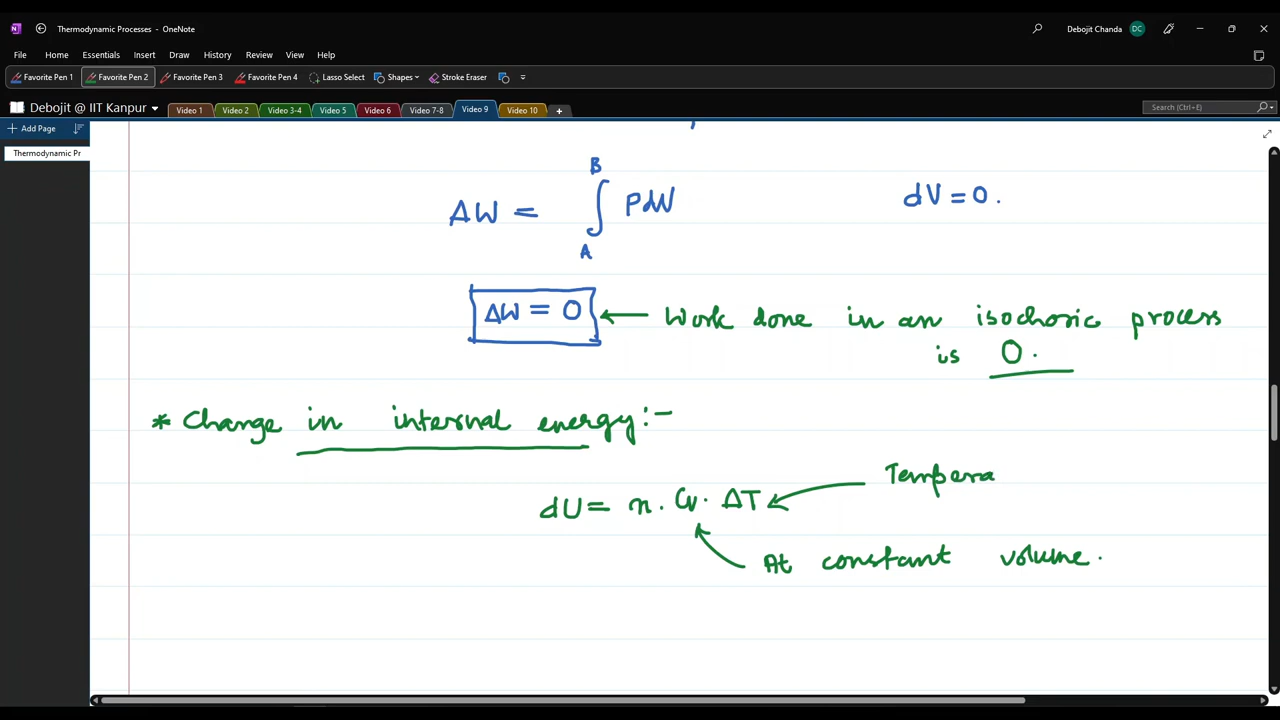 Thermodynamic Processes - OneNote
Debojit Chanda DC
File Home Essentials Insert Draw History Review View Help
Favorite Pen 1 Favorite Pen 2 Favorite Pen 3 Favorite Pen 4 Lasso Select Shapes Stroke Eraser
Debojit @ IIT Kanpur Video 1 Video 2 Video 3-4 Video 5 Video 6 Video 7-8 Video 9 Video 10 Search (Ctrl+E)
Add Page
Thermodynamic Pr
B
ΔW = ∫ PdV dV = 0.
A
ΔW = 0 ← Work done in an isochoric process
is 0.
* Change in internal energy:-
Tempera
dU = n. Cv. ΔT
At constant volume.